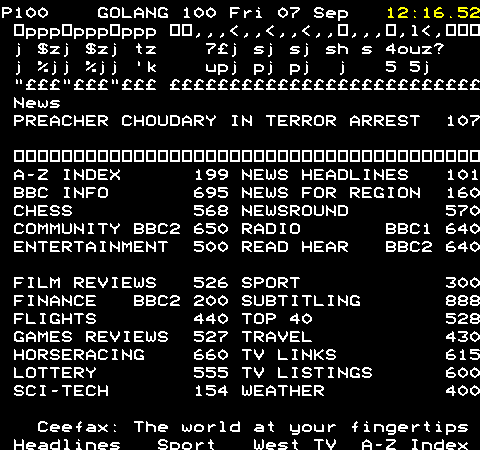 P100 GOLANG 100 Fri 07 Sep 12:16.52
▯ppp▯ppp▯ppp ▯▯,,,<,,<,,<,,▯,,,▯,l<,▯▯▯
j $zj $zj tz 7£j sj sj sh s 4ouz?
j ¾jj ¾jj 'k upj pj pj j 5 5j
"£££"£££"£££ ££££££££££££££££££££££££££
News
PREACHER CHOUDARY IN TERROR ARREST 107
▯▯▯▯▯▯▯▯▯▯▯▯▯▯▯▯▯▯▯▯▯▯▯▯▯▯▯▯▯▯▯▯▯▯▯▯▯▯▯
A-Z INDEX 199 NEWS HEADLINES 101
BBC INFO 695 NEWS FOR REGION 160
CHESS 568 NEWSROUND 570
COMMUNITY BBC2 650 RADIO BBC1 640
ENTERTAINMENT 500 READ HEAR BBC2 640
FILM REVIEWS 526 SPORT 300
FINANCE BBC2 200 SUBTITLING 888
FLIGHTS 440 TOP 40 528
GAMES REVIEWS 527 TRAVEL 430
HORSERACING 660 TV LINKS 615
LOTTERY 555 TV LISTINGS 600
SCI-TECH 154 WEATHER 400
Ceefax: The world at your fingertips
Headlines Sport West TV A-Z Index